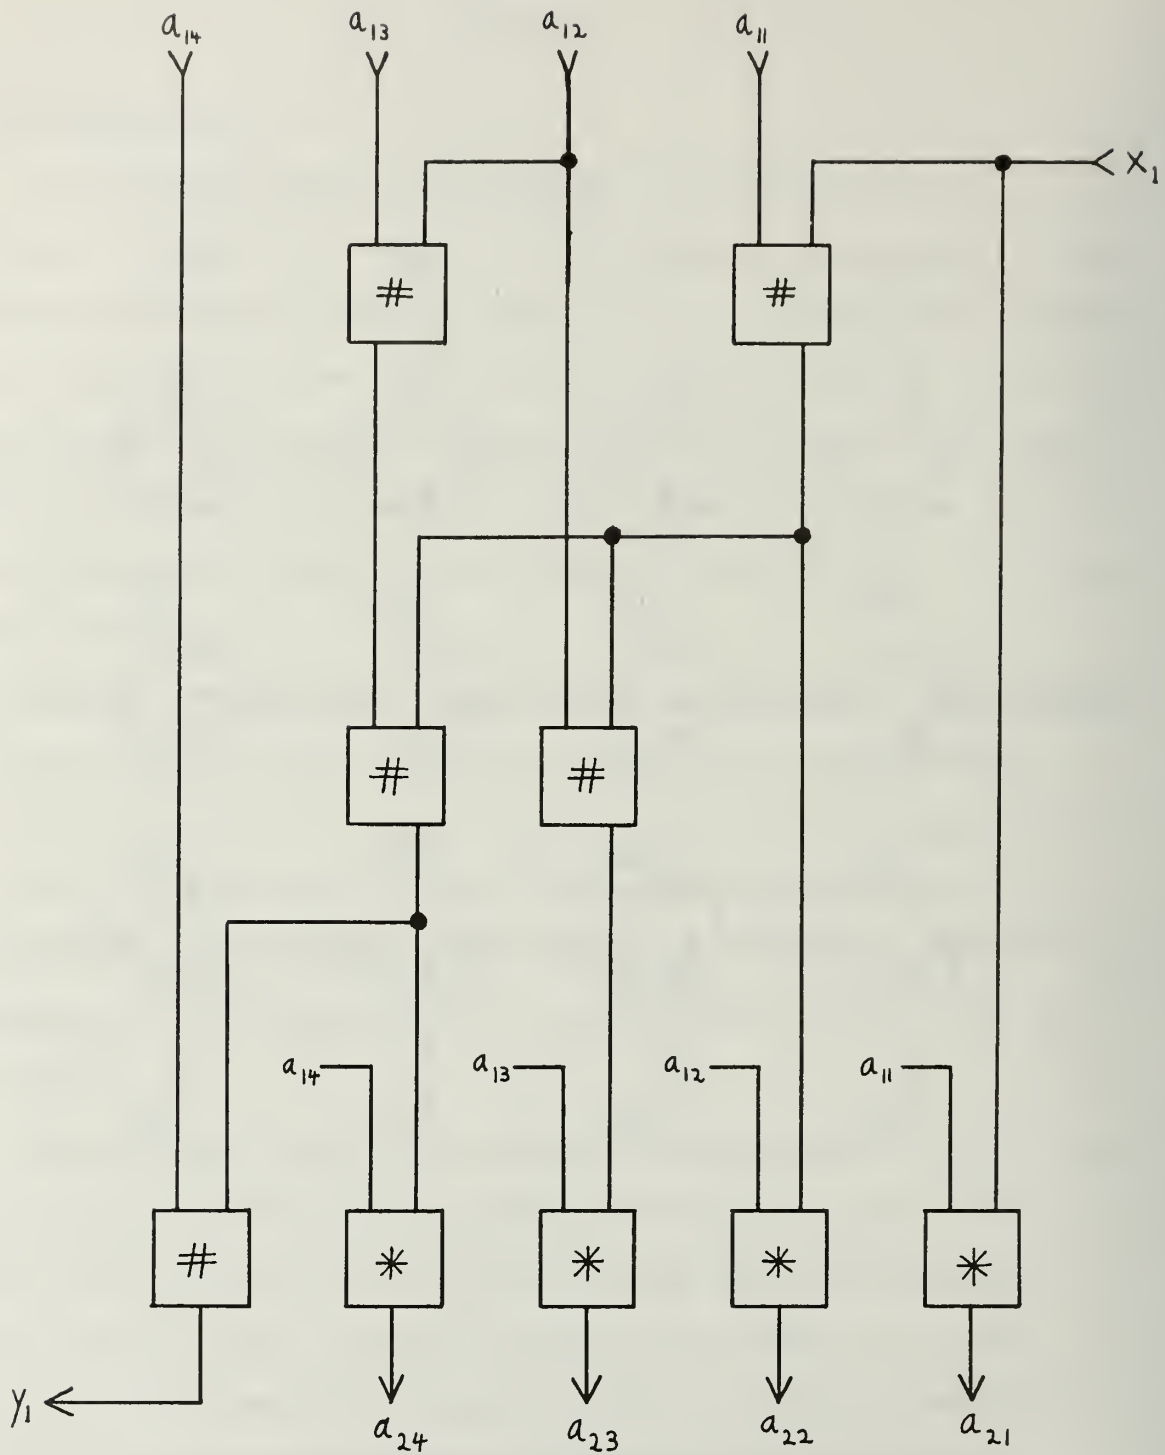 a₁₄ a₁₃ a₁₂ a₁₁
x₁
# #
# #
a₁₄ a₁₃ a₁₂ a₁₁
# * * * *
y₁
a₂₄ a₂₃ a₂₂ a₂₁